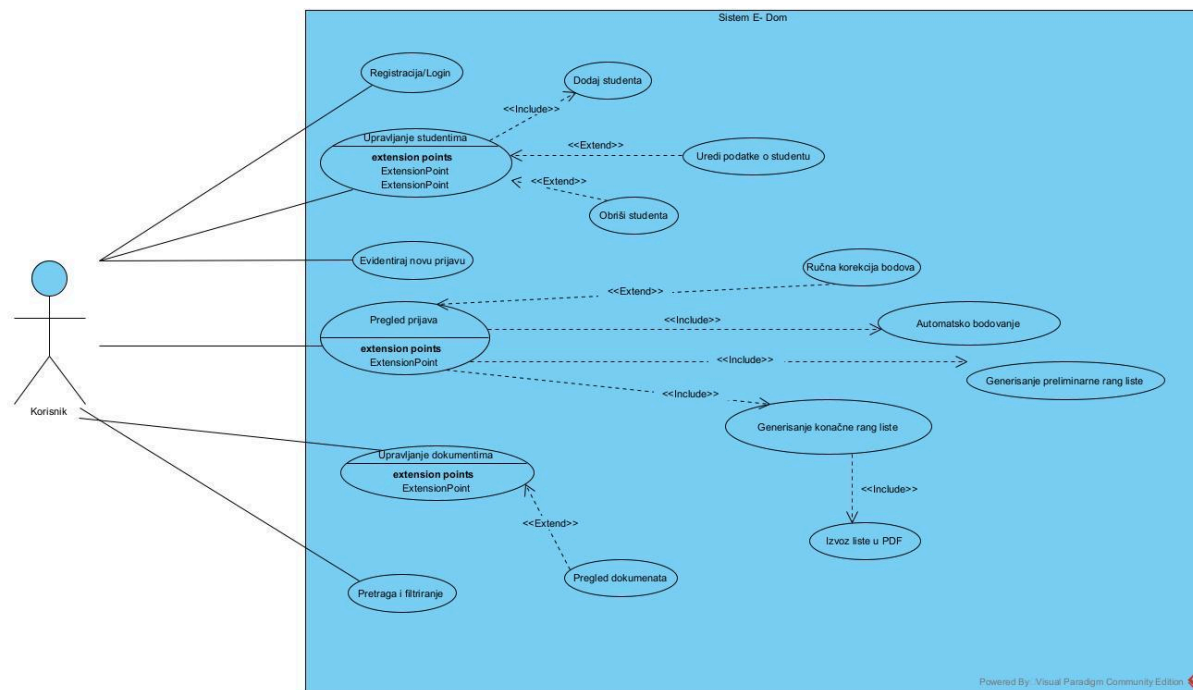 Sistem E- Dom
Registracija/Login
Dodaj studenta
<<Include>>
Upravljanje studentima
extension points
ExtensionPoint
ExtensionPoint
<<Extend>>
Uredi podatke o studentu
<<Extend>>
Obriši studenta
Evidentiraj novu prijavu
Ručna korekcija bodova
<<Extend>>
Pregled prijava
extension points
ExtensionPoint
<<Include>>
Automatsko bodovanje
<<Include>>
Generisanje preliminarne rang liste
<<Include>>
Generisanje konačne rang liste
Korisnik
Upravljanje dokumentima
extension points
ExtensionPoint
<<Include>>
<<Extend>>
Izvoz liste u PDF
Pregled dokumenata
Pretraga i filtriranje
Powered By: Visual Paradigm Community Edition